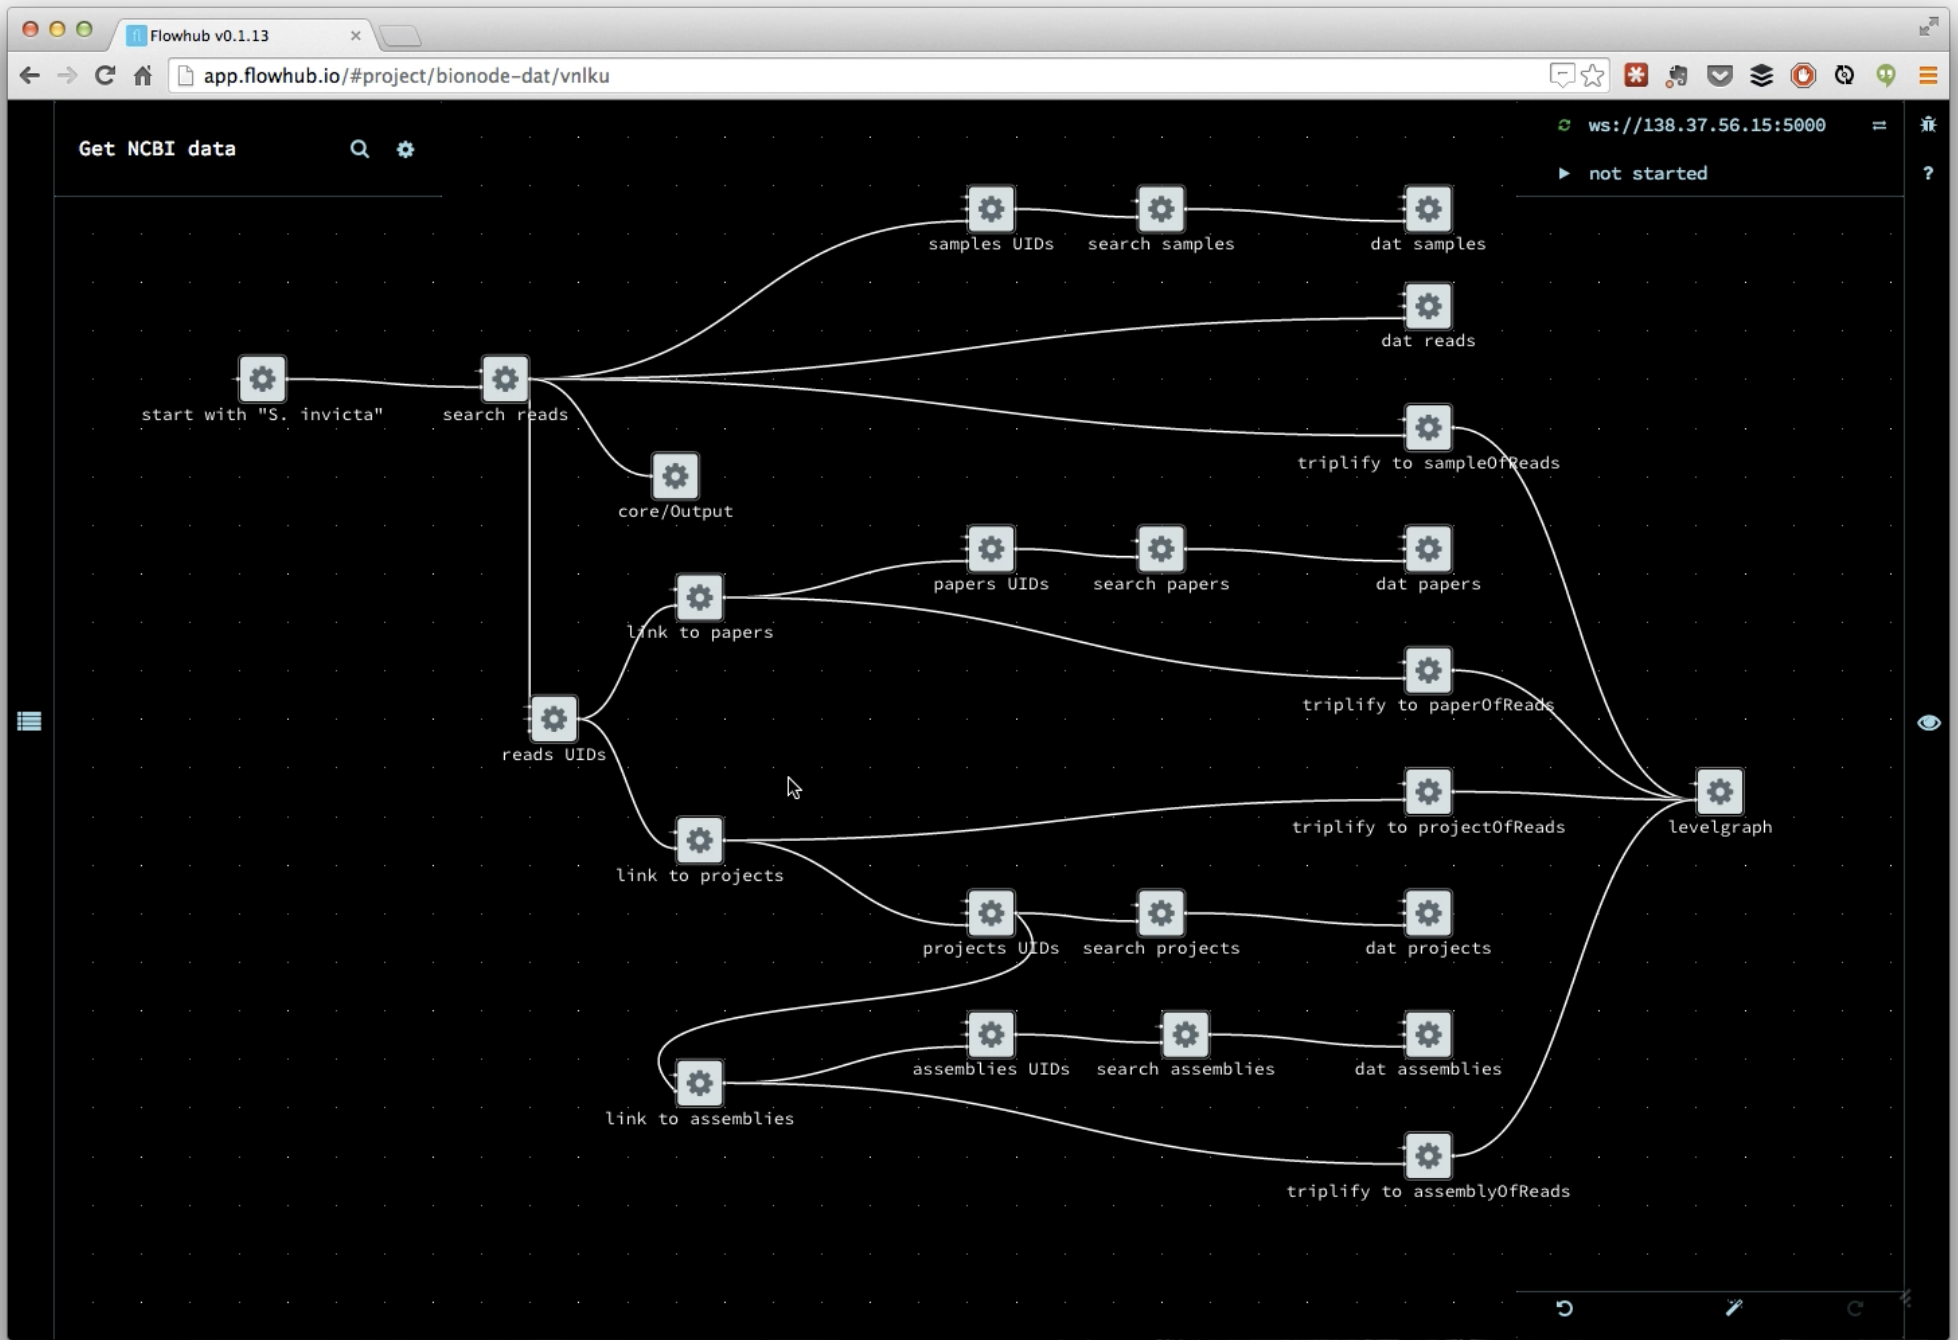 Flowhub v0.1.13
app.flowhub.io/#project/bionode-dat/vnlku
Get NCBI data
ws://138.37.56.15:5000
not started
?
samples UIDs
search samples
dat samples
dat reads
start with "S. invicta"
search reads
triplify to sampleOfReads
core/Output
papers UIDs
search papers
dat papers
link to papers
triplify to paperOfReads
reads UIDs
triplify to projectOfReads
levelgraph
link to projects
projects UIDs
search projects
dat projects
assemblies UIDs
search assemblies
dat assemblies
link to assemblies
triplify to assemblyOfReads